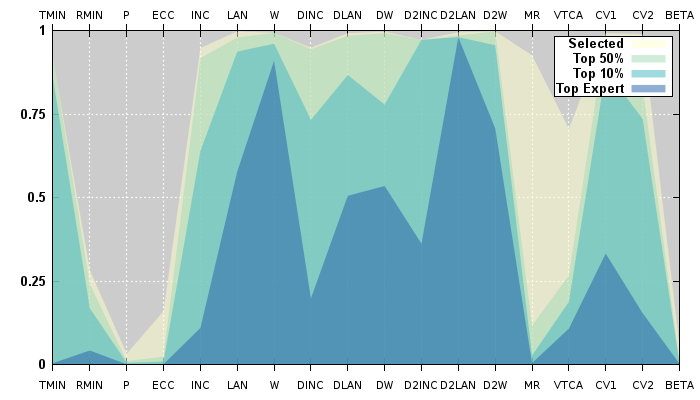 TMIN RMIN P ECC INC LAN W DINC DLAN DW D2INC D2LAN D2W MR VTCA CV1 CV2 BETA
1
Selected
Top 50%
Top 10%
Top Expert
0.75
0.5
0.25
0
TMIN RMIN P ECC INC LAN W DINC DLAN DW D2INC D2LAN D2W MR VTCA CV1 CV2 BETA